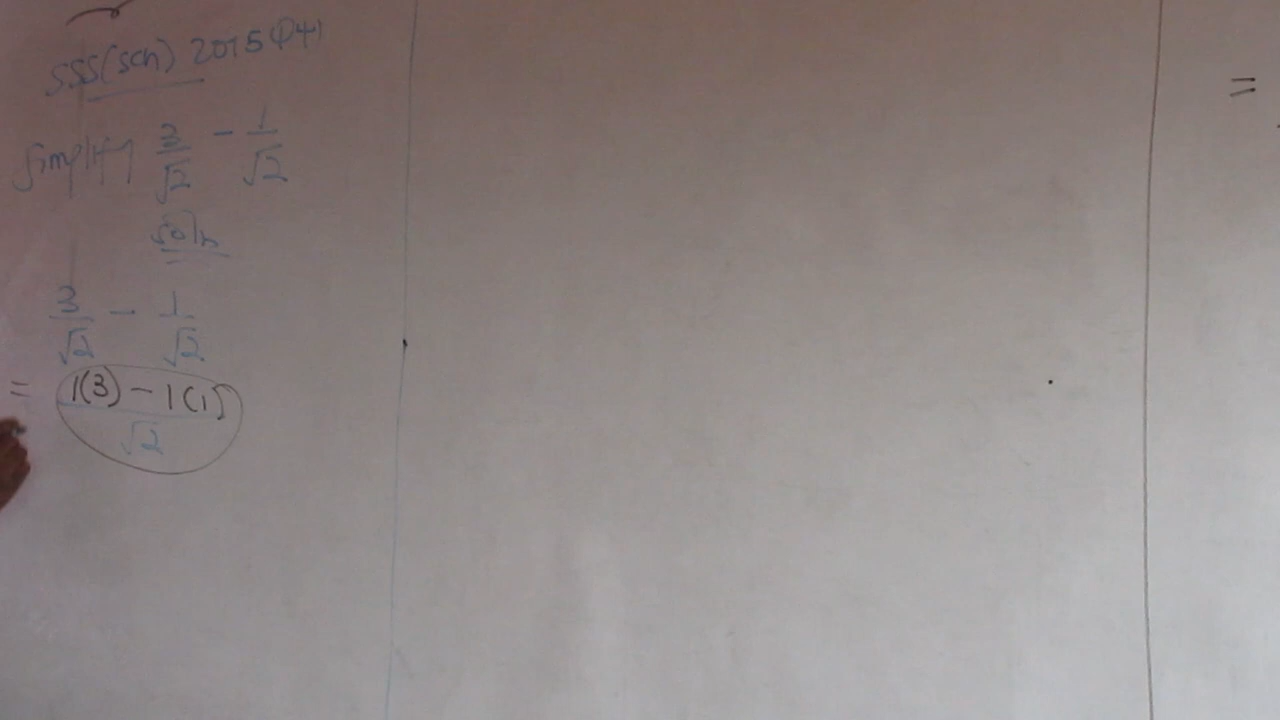 SSS(sch) 2015 Q41
Simplify 3/√2 - 1/√2
Soln
3/√2 - 1/√2
= 1(3) - 1(1)/√2
=